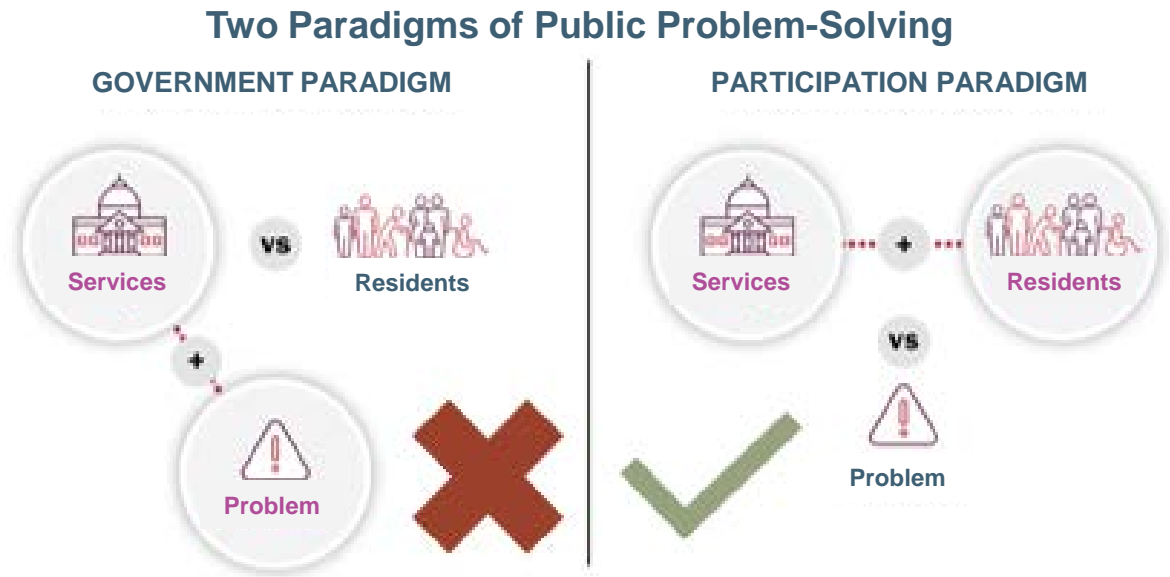 Two Paradigms of Public Problem-Solving
GOVERNMENT PARADIGM
Services
vs
Residents
+
Problem
PARTICIPATION PARADIGM
Services
+
Residents
vs
Problem